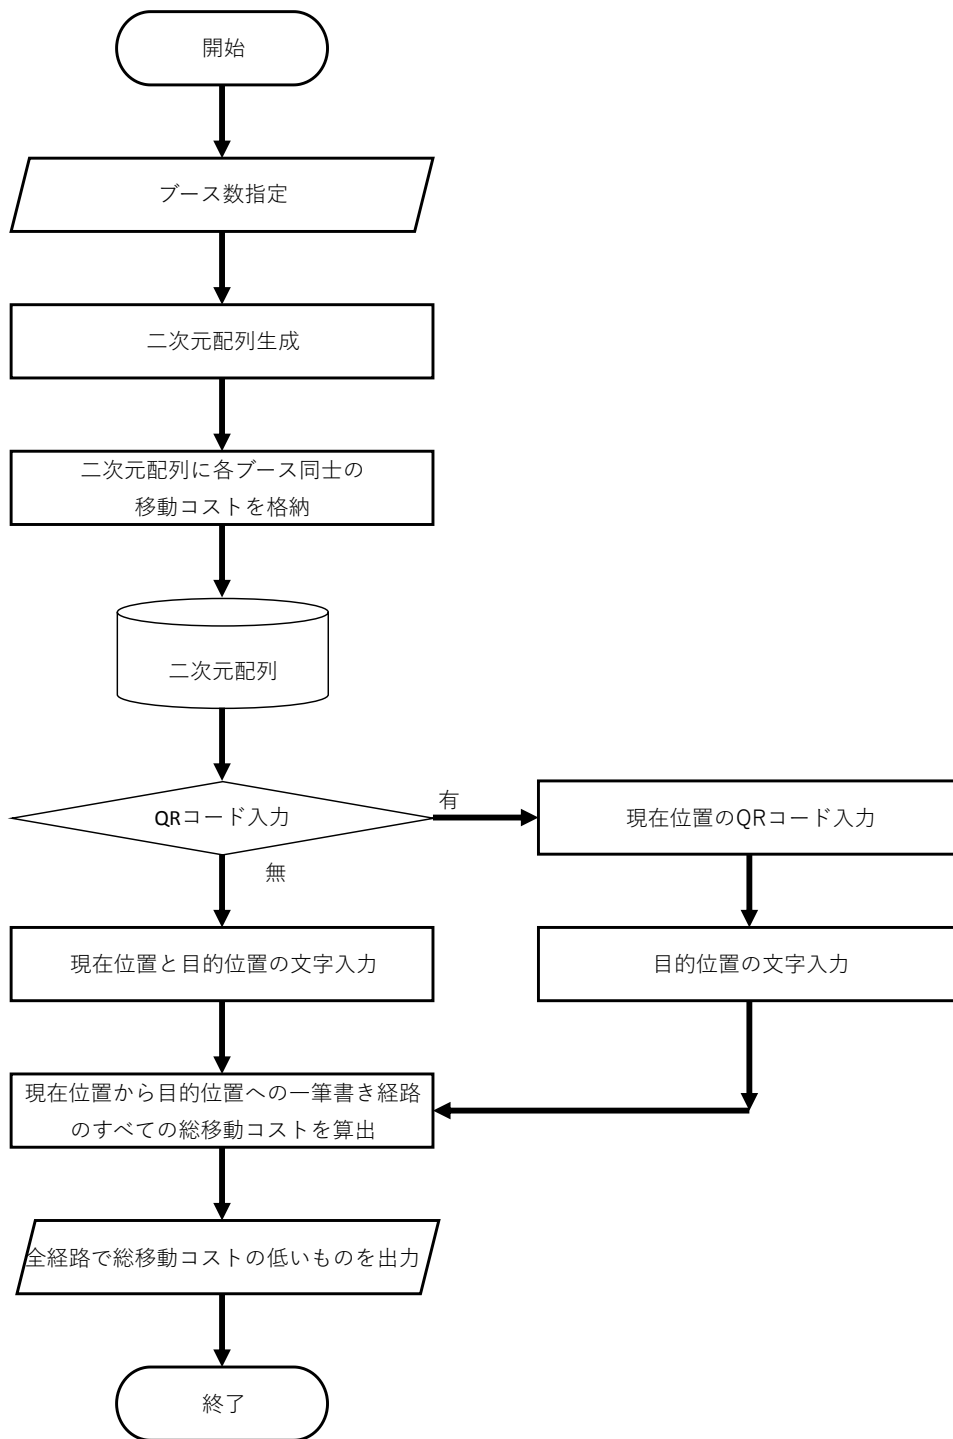 開始
ブース数指定
二次元配列生成
二次元配列に各ブース同士の
移動コストを格納
二次元配列
QRコード入力
有
現在位置のQRコード入力
無
現在位置と目的位置の文字入力
目的位置の文字入力
現在位置から目的位置への一筆書き経路
のすべての総移動コストを算出
全経路で総移動コストの低いものを出力
終了